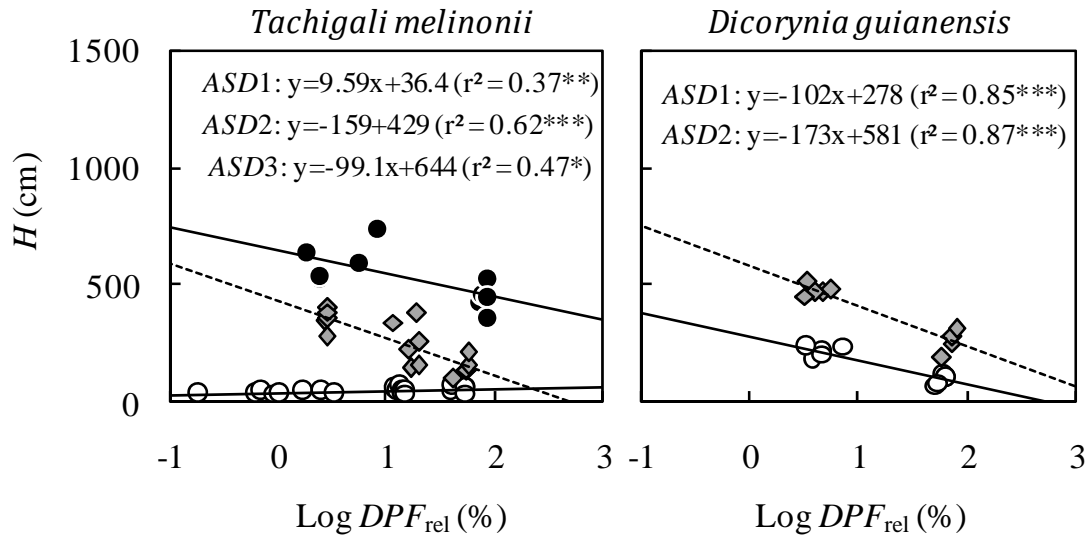 Tachigali melinonii
Dicorynia guianensis
1500
ASD1: y=9.59x+36.4 (r²=0.37**)
ASD2: y=-159+429 (r²=0.62***)
ASD3: y=-99.1x+644 (r²=0.47*)
ASD1: y=-102x+278 (r²=0.85***)
ASD2: y=-173x+581 (r²=0.87***)
1000
H (cm)
500
0
-1 0 1 2 3
-1 0 1 2 3
Log DPFrel (%)
Log DPFrel (%)